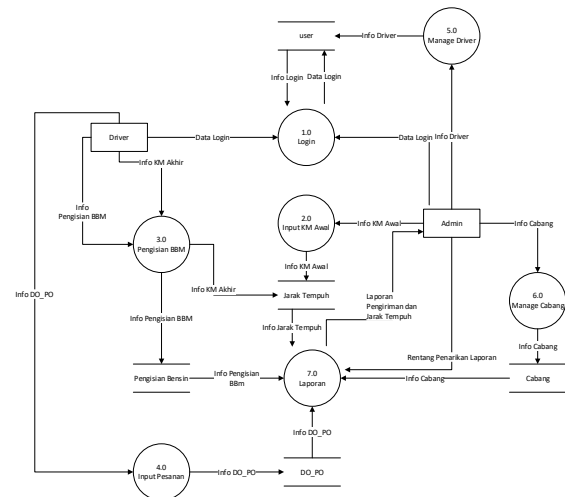 user
Info Driver
5.0
Manage Driver
Info Login
Data Login
Driver
Data Login
1.0
Login
Data Login
Info Driver
Info KM Akhir
Info
Pengisian BBM
3.0
Pengisian BBM
2.0
Input KM Awal
Info KM Awal
Admin
Info Cabang
Info KM Awal
Info KM Akhir
Jarak Tempuh
Laporan
Pengiriman dan
Jarak Tempuh
6.0
Manage Cabang
Info DO_PO
Info Pengisian BBM
Info Jarak Tempuh
Info
Cabang
Rentang Penarikan Laporan
Pengisian Bensin
Info Pengisian
BBm
7.0
Laporan
Info Cabang
Cabang
Info DO_PO
4.0
Input Pesanan
Info DO_PO
DO_PO